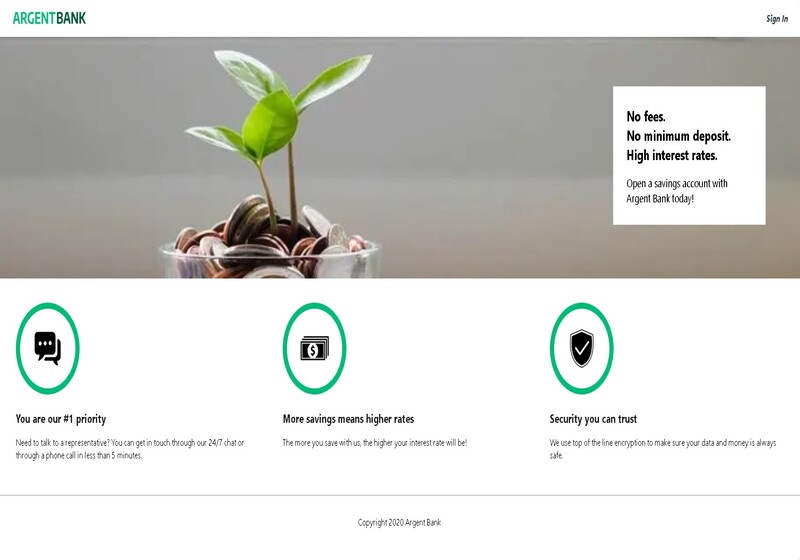 ARGENTBANK
Sign In
No fees.
No minimum deposit.
High interest rates.
Open a savings account with
Argent Bank today!
You are our #1 priority
Need to talk to a representative? You can get in touch through our 24/7 chat or
through a phone call in less than 5 minutes.
More savings means higher rates
The more you save with us, the higher your interest rate will be!
Security you can trust
We use top of the line encryption to make sure your data and money is always
safe.
Copyright 2020 Argent Bank